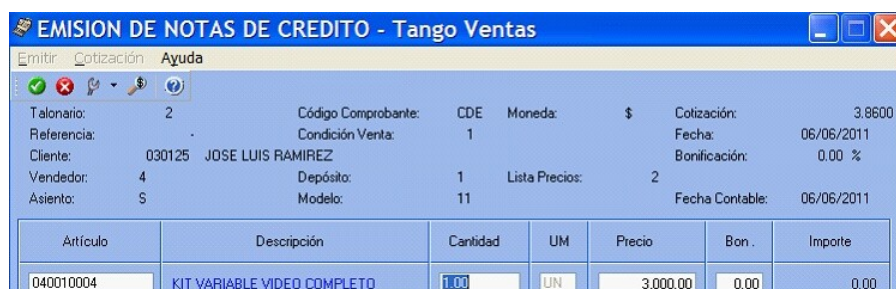 EMISION DE NOTAS DE CREDITO - Tango Ventas
Emitir Cotización Ayuda
Talonario: 2 Código Comprobante: CDE Moneda: $ Cotización: 3.8600
Referencia: - Condición Venta: 1 Fecha: 06/06/2011
Cliente: 030125 JOSE LUIS RAMIREZ Bonificación: 0.00 %
Vendedor: 4 Depósito: 1 Lista Precios: 2
Asiento: S Modelo: 11 Fecha Contable: 06/06/2011
Artículo Descripción Cantidad UM Precio Bon. Importe
040010004 KIT VARIABLE VIDEO COMPLETO 1.00 UN 3.000.00 0.00 0.00